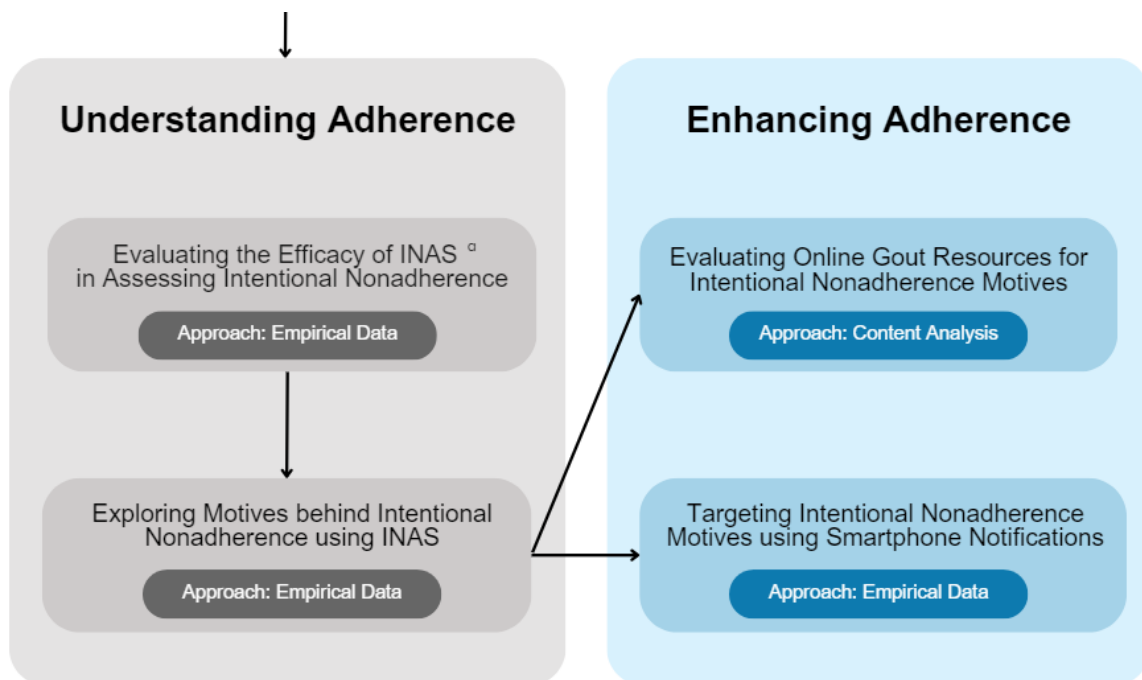 Understanding Adherence
Evaluating the Efficacy of INAS ᵅ
in Assessing Intentional Nonadherence
Approach: Empirical Data
Exploring Motives behind Intentional
Nonadherence using INAS
Approach: Empirical Data
Enhancing Adherence
Evaluating Online Gout Resources for
Intentional Nonadherence Motives
Approach: Content Analysis
Targeting Intentional Nonadherence
Motives using Smartphone Notifications
Approach: Empirical Data